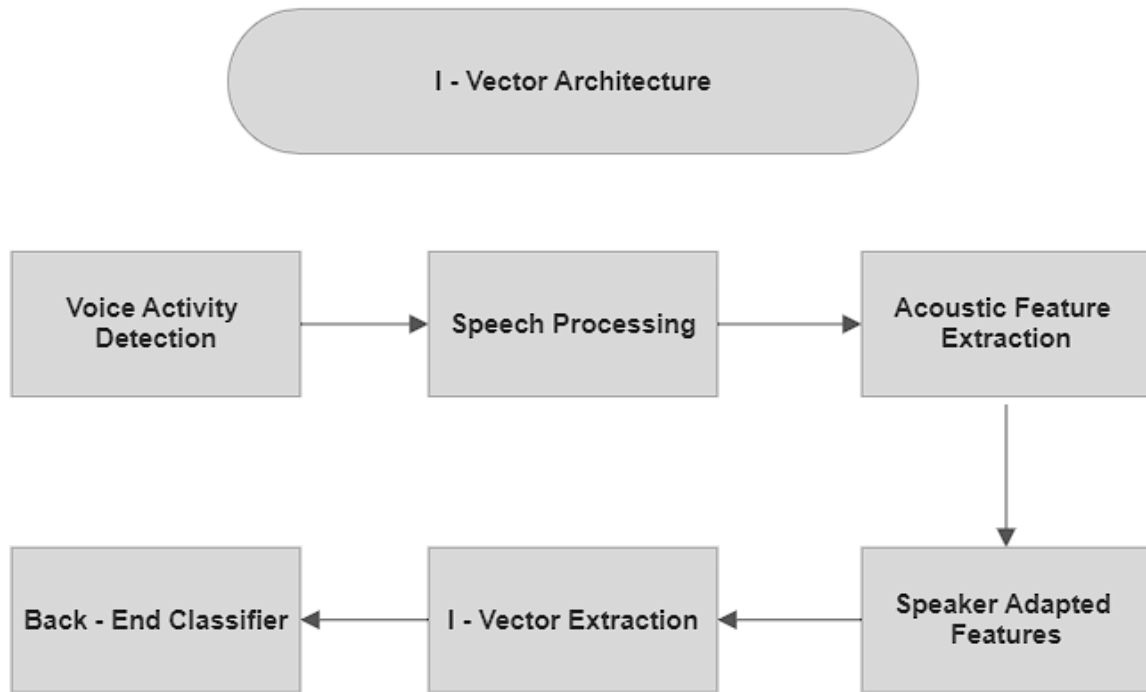 I - Vector Architecture
Voice Activity
Detection
Speech Processing
Acoustic Feature
Extraction
Speaker Adapted
Features
I - Vector Extraction
Back - End Classifier